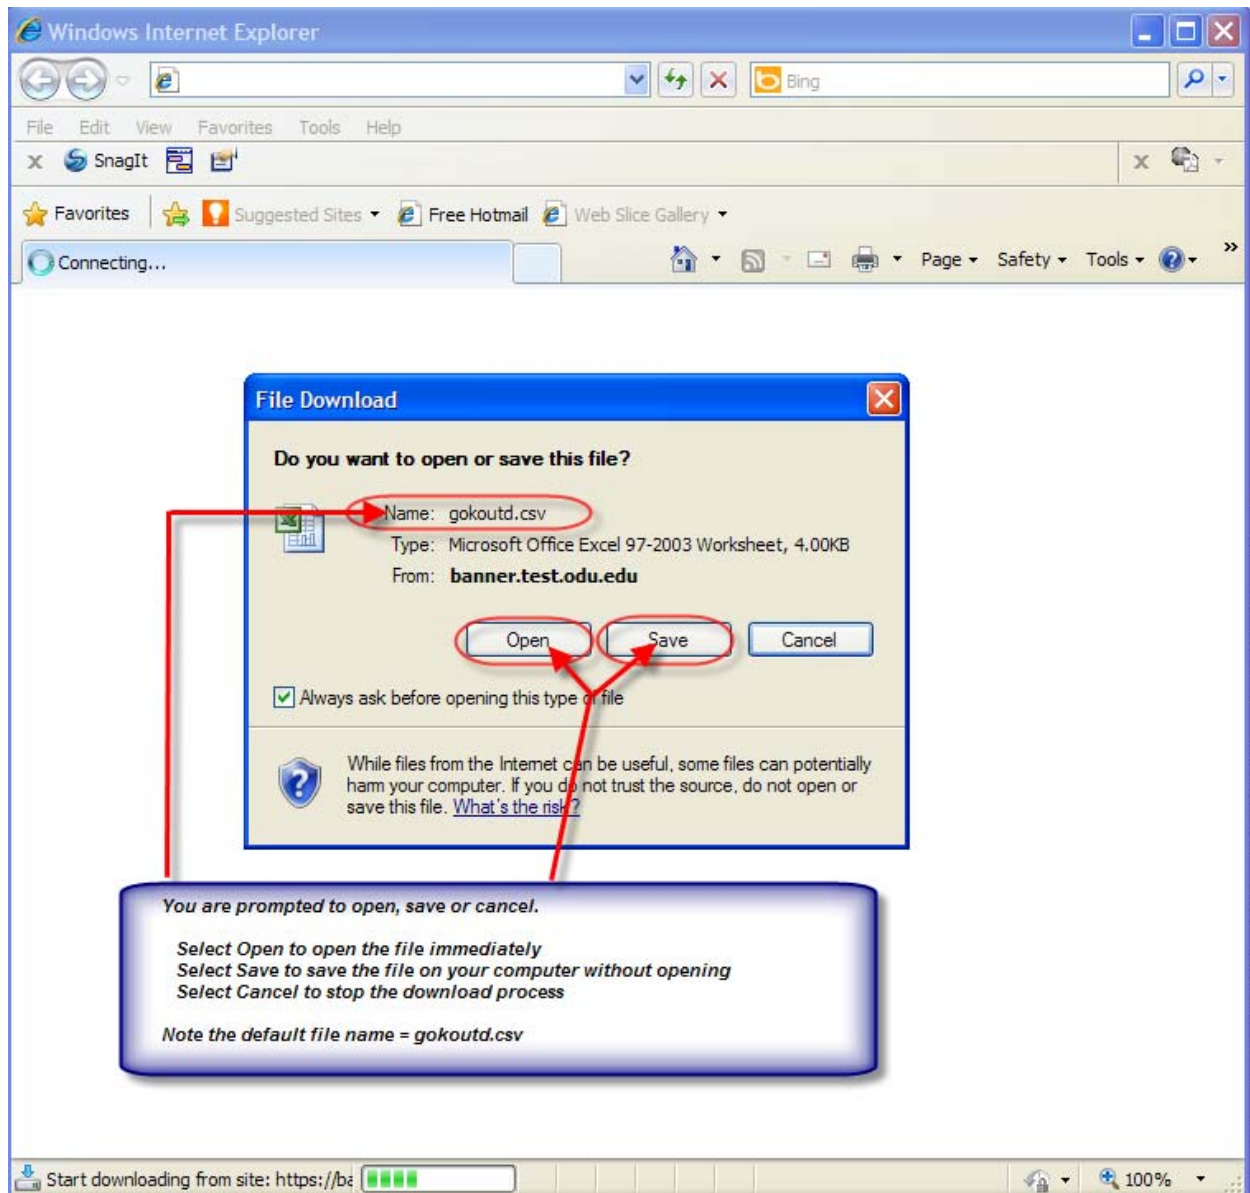 Windows Internet Explorer
Bing
File Edit View Favorites Tools Help
x SnagIt x
Favorites Suggested Sites Free Hotmail Web Slice Gallery
Connecting... Page Safety Tools »
File Download
Do you want to open or save this file?
Name: gokoutd.csv
Type: Microsoft Office Excel 97-2003 Worksheet, 4.00KB
From: banner.test.odu.edu
Open Save Cancel
Always ask before opening this type of file
While files from the Internet can be useful, some files can potentially
harm your computer. If you do not trust the source, do not open or
save this file. What's the risk?
You are prompted to open, save or cancel.
Select Open to open the file immediately
Select Save to save the file on your computer without opening
Select Cancel to stop the download process
Note the default file name = gokoutd.csv
Start downloading from site: https://ba 100%